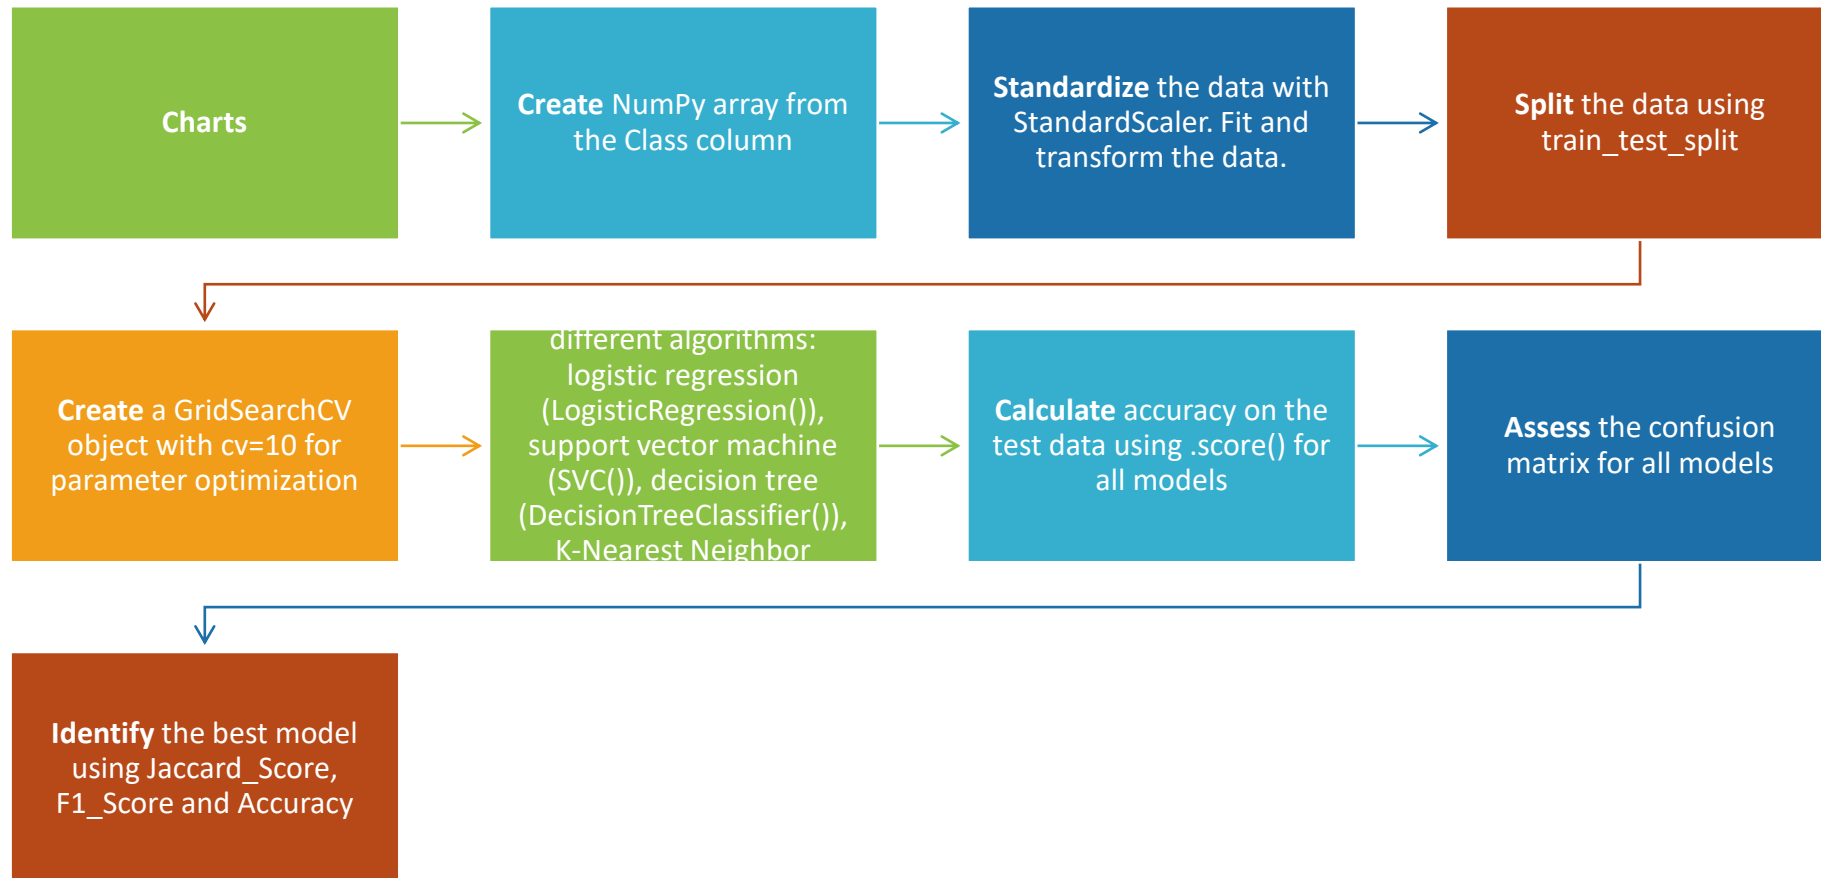 Charts
Create NumPy array from
the Class column
Standardize the data with
StandardScaler. Fit and
transform the data.
Split the data using
train_test_split
Create a GridSearchCV
object with cv=10 for
parameter optimization
different algorithms:
logistic regression
(LogisticRegression()),
support vector machine
(SVC()), decision tree
(DecisionTreeClassifier()),
K-Nearest Neighbor
Calculate accuracy on the
test data using .score() for
all models
Assess the confusion
matrix for all models
Identify the best model
using Jaccard_Score,
F1_Score and Accuracy